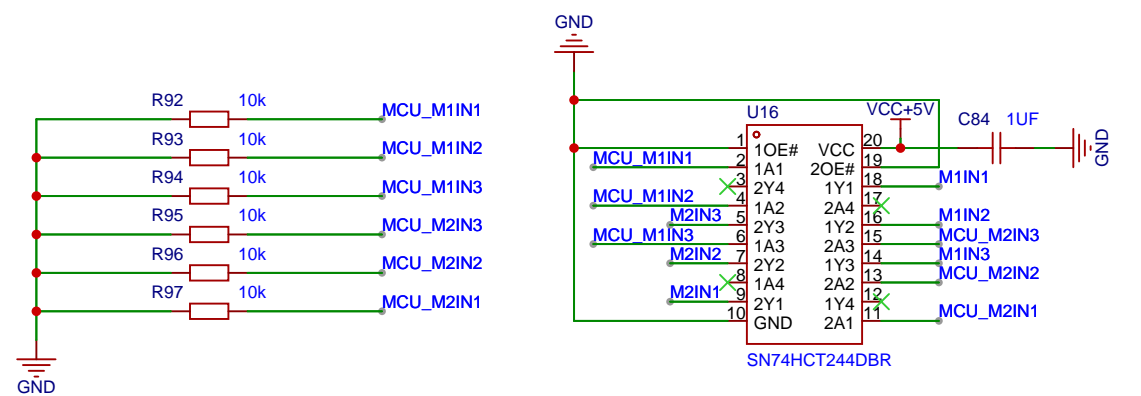 R92 10k MCU_M1IN1
R93 10k MCU_M1IN2
R94 10k MCU_M1IN3
R95 10k MCU_M2IN3
R96 10k MCU_M2IN2
R97 10k MCU_M2IN1
GND
GND
U16
VCC+5V
C84 1UF
GND
1 1OE# VCC 20
MCU_M1IN1 2 1A1 2OE# 19
3 2Y4 1Y1 18 M1IN1
MCU_M1IN2 4 1A2 2A4 17
M2IN3 5 2Y3 1Y2 16 M1IN2
MCU_M1IN3 6 1A3 2A3 15 MCU_M2IN3
M2IN2 7 2Y2 1Y3 14 M1IN3
8 1A4 2A2 13 MCU_M2IN2
M2IN1 9 2Y1 1Y4 12
10 GND 2A1 11 MCU_M2IN1
SN74HCT244DBR